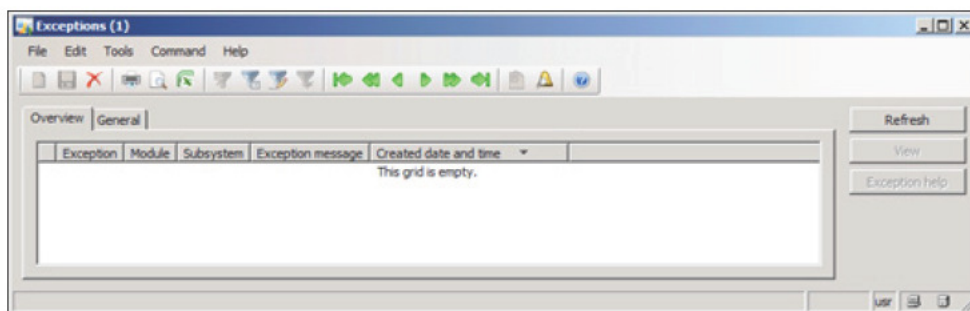 Exceptions (1)
File Edit Tools Command Help
Overview General
Refresh
Exception Module Subsystem Exception message Created date and time
View
This grid is empty.
Exception help
usr